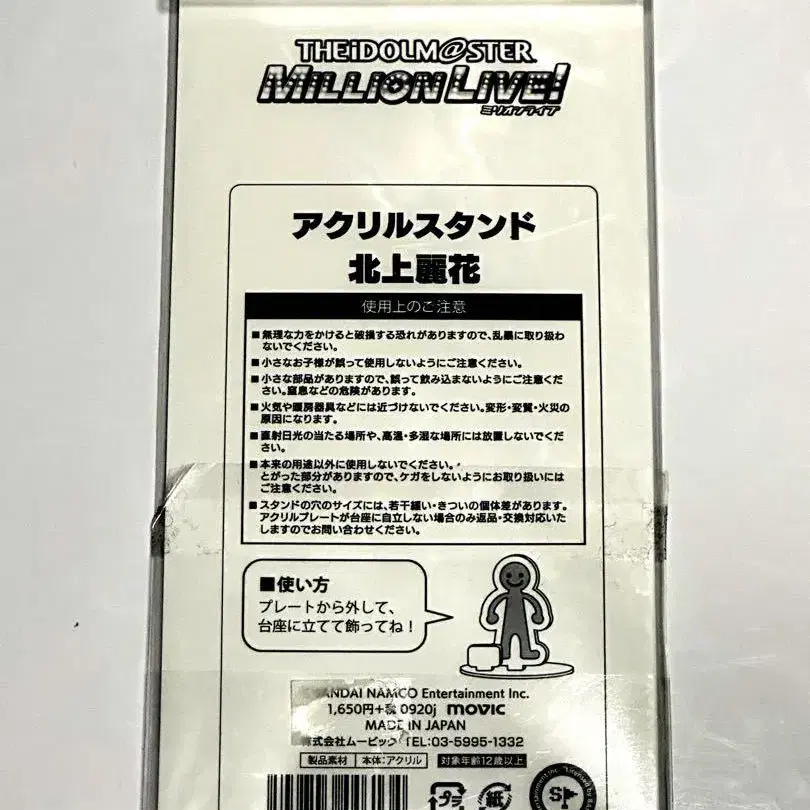 THE iDOLM@STER
MILLION LIVE!
ミリオンライブ
アクリルスタンド
北上麗花
使用上のご注意
■無理な力をかけると破損する恐れがありますので、乱暴に取り扱わ
ないでください。
■小さなお子様が誤って使用しないようにご注意ください。
■小さな部品がありますので、誤って飲み込まないようにご注意くだ
さい。窒息などの危険があります。
■火気や暖房器具などには近づけないでください。変形・変質・火災の
原因になります。
■直射日光の当たる場所や、高温・多湿な場所には放置しないでくだ
さい。
■本来の用途以外に使用しないでください。
とがった部分がありますので、ケガをしないようにお取り扱いには
ご注意ください。
■スタンドの穴のサイズには、若干緩い・きついの個体差があります。
アクリルプレートが台座に自立しない場合のみ返品・交換対応いた
しますのでお問い合わせください。
■使い方
プレートから外して、
台座に立てて飾ってね!
BANDAI NAMCO Entertainment Inc.
1,650円+税 0920j movic
MADE IN JAPAN
株式会社ムービック TEL:03-5995-1332
製品素材 本体:アクリル 対象年齢12歳以上
プラ 紙 S